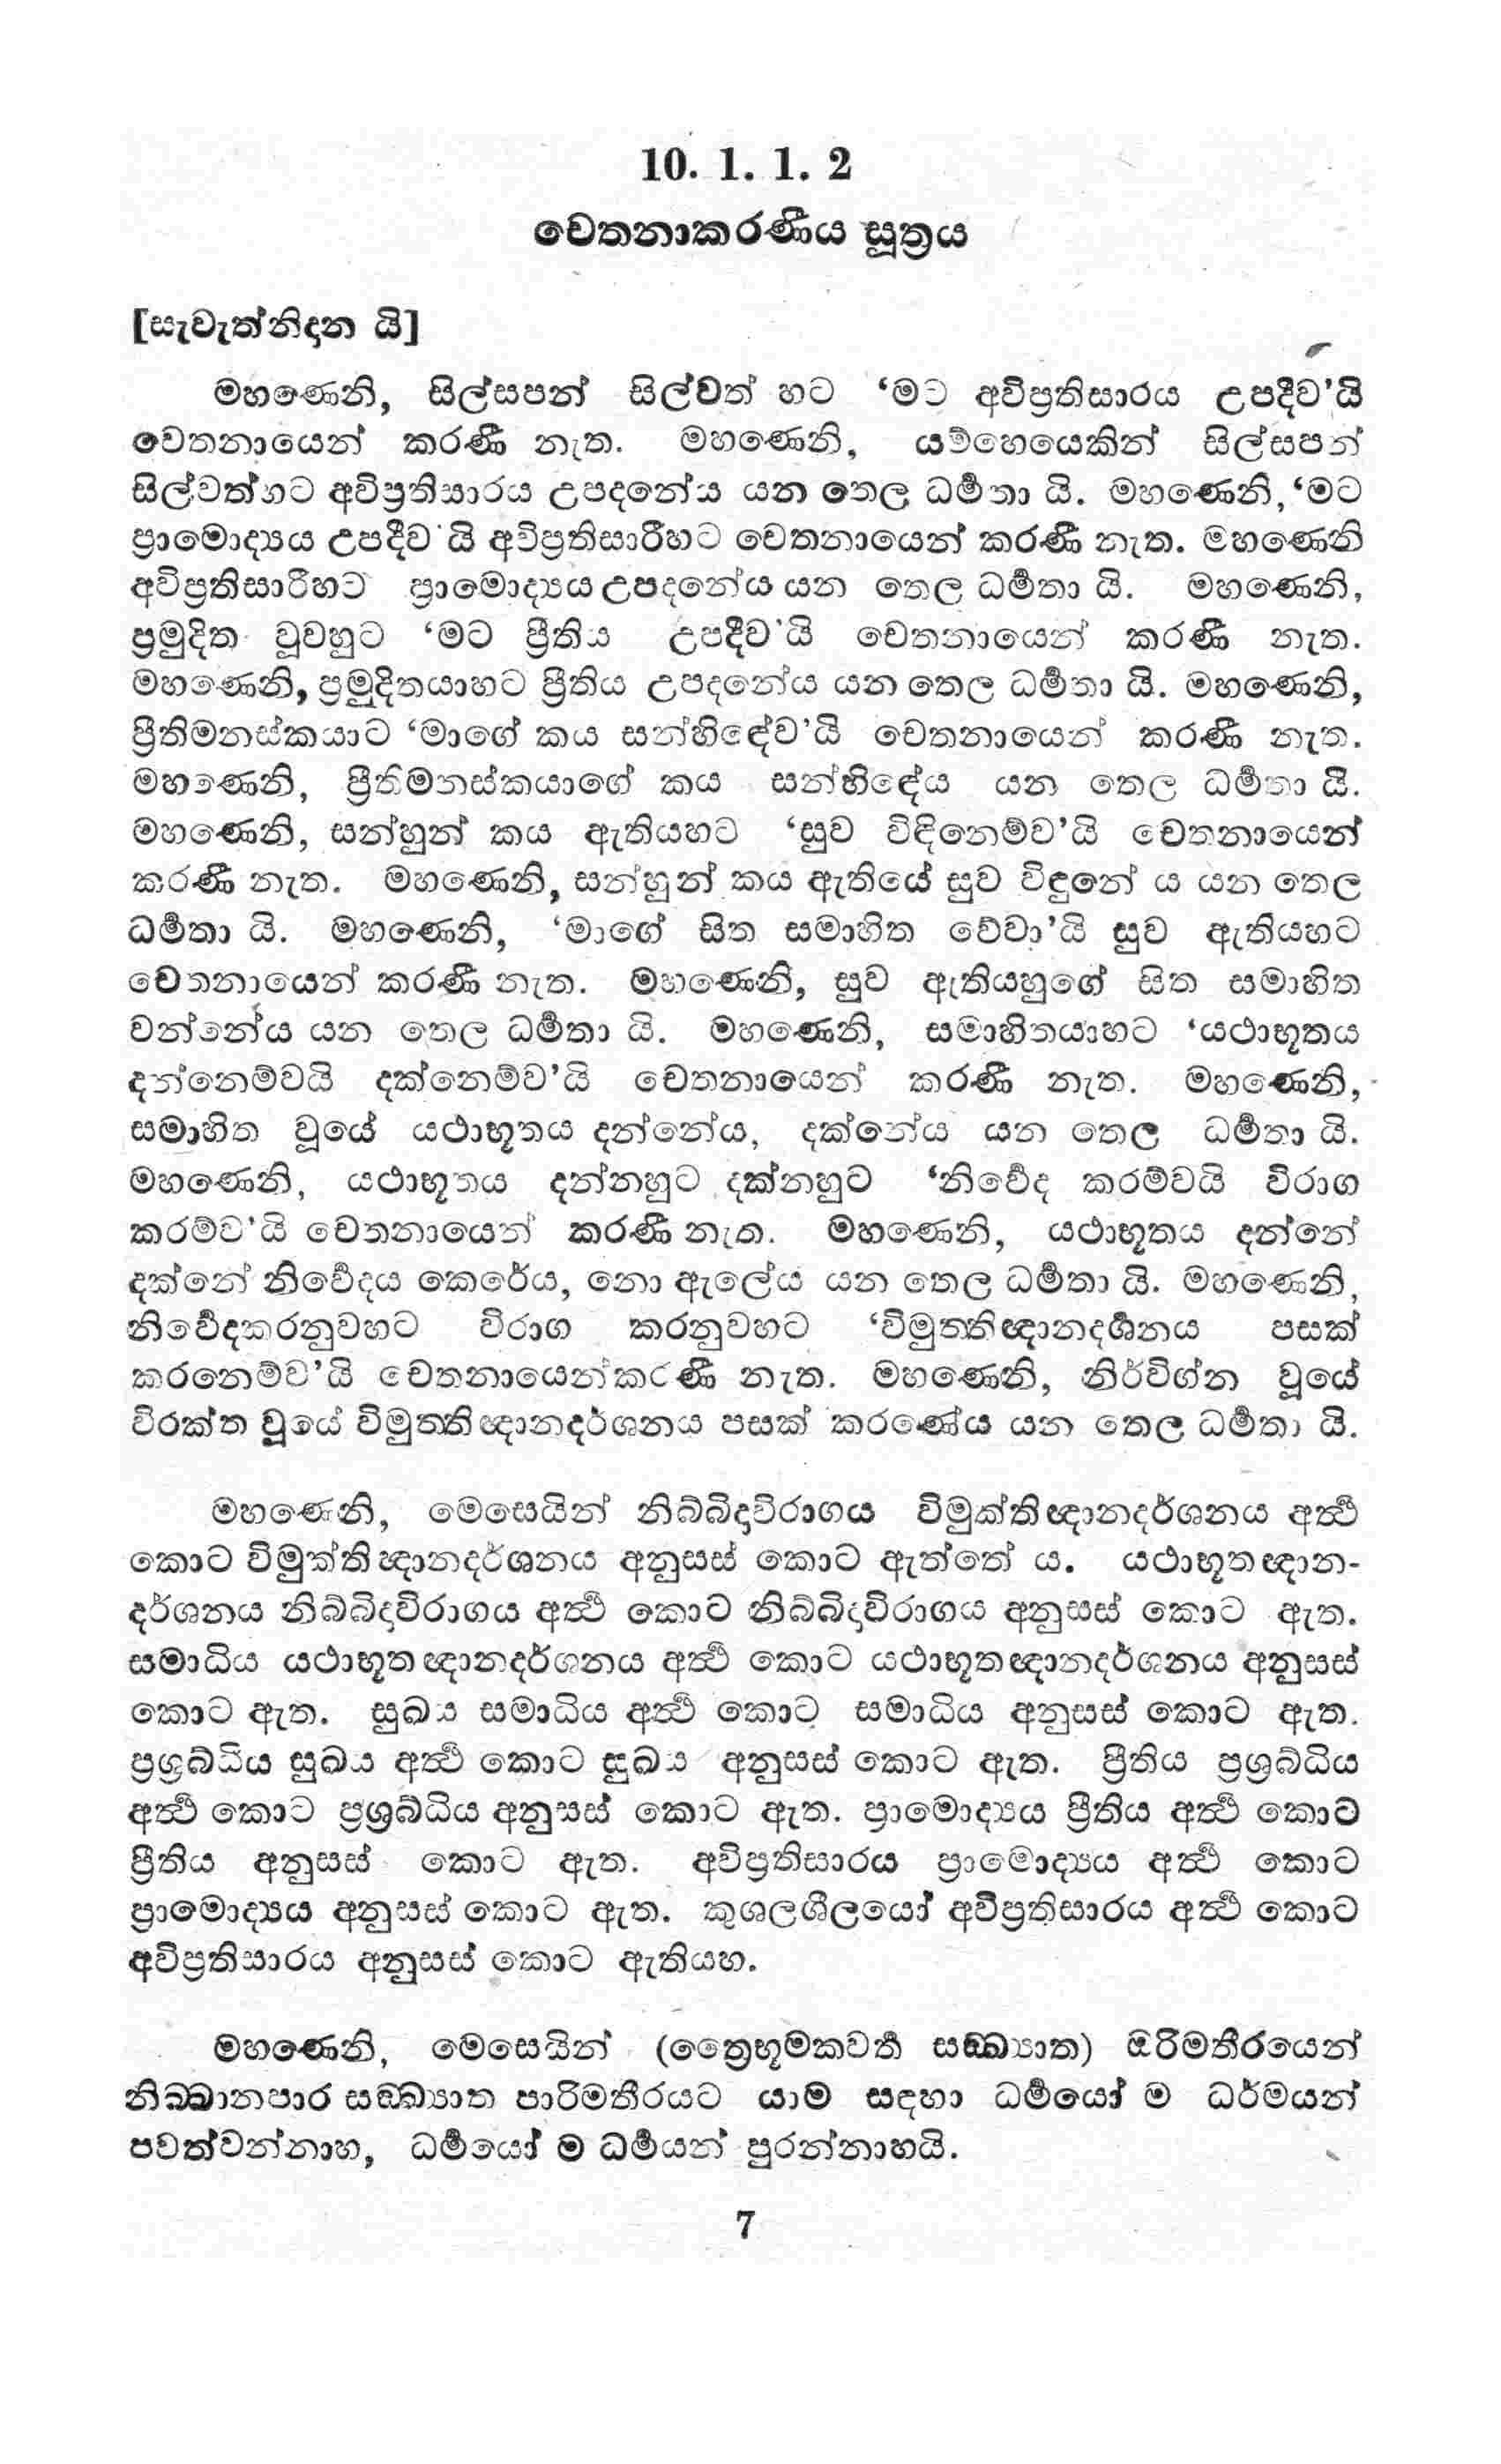 10. 1. 1. 2
චෙතනාකරණීය සූත්‍රය
[සැවැත්නිදාන යි]
මහණෙනි, සිල්සපන් සිල්වත් හට ‘මට අවිප්‍රතිසාරය උපදීව’යි
චෙතනායෙන් කරණී නැත. මහණෙනි, යම්හෙයෙකින් සිල්සපන්
සිල්වත්හට අවිප්‍රතිසාරය උපදනේය යන තෙල ධර්‍මතා යි. මහණෙනි, ‘මට
ප්‍රාමොද්‍යය උපදීව’යි අවිප්‍රතිසාරීහට චෙතනායෙන් කරණී නැත. මහණෙනි
අවිප්‍රතිසාරීහට ප්‍රාමොද්‍යය උපදනේය යන තෙල ධර්‍මතා යි. මහණෙනි,
ප්‍රමුදිත වූවහුට ‘මට ප්‍රීතිය උපදීව’යි චෙතනායෙන් කරණී නැත.
මහණෙනි, ප්‍රමුදිතයාහට ප්‍රීතිය උපදනේය යන තෙල ධර්‍මතා යි. මහණෙනි,
ප්‍රීතිමනස්කයාට ‘මාගේ කය සන්හිඳේව’යි චෙතනායෙන් කරණී නැත.
මහණෙනි, ප්‍රීතිමනස්කයාගේ කය සන්හිඳේය යන තෙල ධර්‍මතා යි.
මහණෙනි, සන්හුන් කය ඇතියහට ‘සුව විඳිනෙම්ව’යි චෙතනායෙන්
කරණී නැත. මහණෙනි, සන්හුන් කය ඇතියේ සුව විඳුනේ ය යන තෙල
ධර්‍මතා යි. මහණෙනි, ‘මාගේ සිත සමාහිත වේවා’යි සුව ඇතියහට
චෙතනායෙන් කරණී නැත. මහණෙනි, සුව ඇතියහුගේ සිත සමාහිත
වන්නේය යන තෙල ධර්‍මතා යි. මහණෙනි, සමාහිතයාහට ‘යථාභූතය
දන්නෙම්වයි දක්නෙම්ව’යි චෙතනායෙන් කරණී නැත. මහණෙනි,
සමාහිත වූයේ යථාභූතය දන්නේය, දක්නේය යන තෙල ධර්‍මතා යි.
මහණෙනි, යථාභූතය දන්නහුට දක්නහුට ‘නිර්‍වෙද කරම්වයි විරාග
කරම්ව’යි චෙතනායෙන් කරණී නැත. මහණෙනි, යථාභූතය දන්නේ
දක්නේ නිර්‍වෙදය කෙරේය, නො ඇලේය යන තෙල ධර්‍මතා යි. මහණෙනි,
නිර්‍වෙදකරනුවහට විරාග කරනුවහට ‘විමුත්තිඥානදර්‍ශනය පසක්
කරනෙම්ව’යි චෙතනායෙන්කරණී නැත. මහණෙනි, නිර්විග්න වූයේ
විරක්ත වූයේ විමුත්තිඥානදර්ශනය පසක් කරණේය යන තෙල ධර්‍මතා යි.
මහණෙනි, මෙසෙයින් නිබ්බිදාවිරාගය විමුක්තිඥානදර්ශනය අර්‍ත්‍ථ
කොට විමුක්තිඥානදර්ශනය අනුසස් කොට ඇත්තේ ය. යථාභූතඥාන-
දර්ශනය නිබ්බිදාවිරාගය අර්‍ත්‍ථ කොට නිබ්බිදාවිරාගය අනුසස් කොට ඇත.
සමාධිය යථාභූතඥානදර්ශනය අර්‍ත්‍ථ කොට යථාභූතඥානදර්ශනය අනුසස්
කොට ඇත. සුඛය සමාධිය අර්‍ත්‍ථ කොට සමාධිය අනුසස් කොට ඇත.
ප්‍රශ්‍රබ්ධිය සුඛය අර්‍ත්‍ථ කොට සුඛය අනුසස් කොට ඇත. ප්‍රීතිය ප්‍රශ්‍රබ්ධිය
අර්‍ත්‍ථ කොට ප්‍රශ්‍රබ්ධිය අනුසස් කොට ඇත. ප්‍රාමොද්‍යය ප්‍රීතිය අර්‍ත්‍ථ කොට
ප්‍රීතිය අනුසස් කොට ඇත. අවිප්‍රතිසාරය ප්‍රාමොද්‍යය අර්‍ත්‍ථ කොට
ප්‍රාමොද්‍යය අනුසස් කොට ඇත. කුශලශීලයෝ අවිප්‍රතිසාරය අර්‍ත්‍ථ කොට
අවිප්‍රතිසාරය අනුසස් කොට ඇතියහ.
මහණෙනි, මෙසෙයින් (ත්‍රෛභූමකවර්‍ත සඞ්ඛ්‍යාත) ඔරිමතීරයෙන්
නිබ්බානපාර සඞ්ඛ්‍යාත පාරිමතීරයට යාම සඳහා ධර්‍මයෝ ම ධර්මයන්
පවත්වන්නාහ, ධර්‍මයෝ ම ධර්‍මයන් පුරන්නාහයි.
7